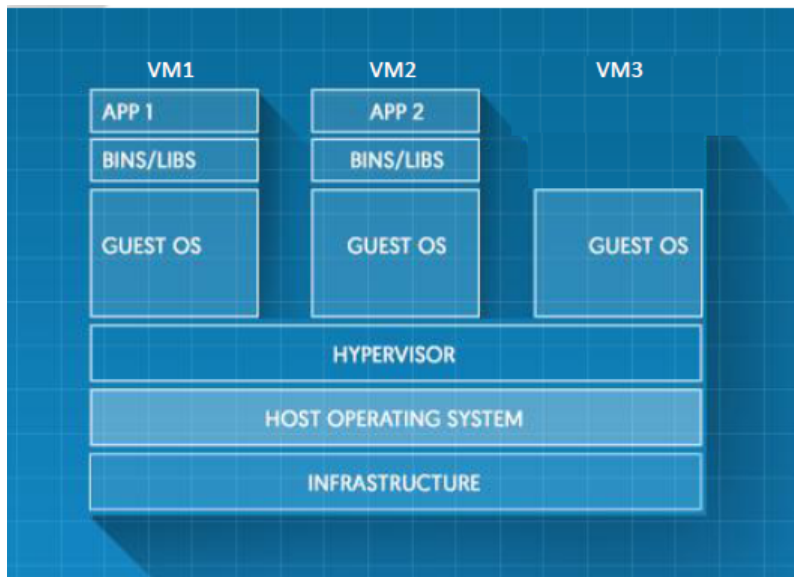 VM1 VM2 VM3
APP 1 APP 2
BINS/LIBS BINS/LIBS
GUEST OS GUEST OS GUEST OS
HYPERVISOR
HOST OPERATING SYSTEM
INFRASTRUCTURE